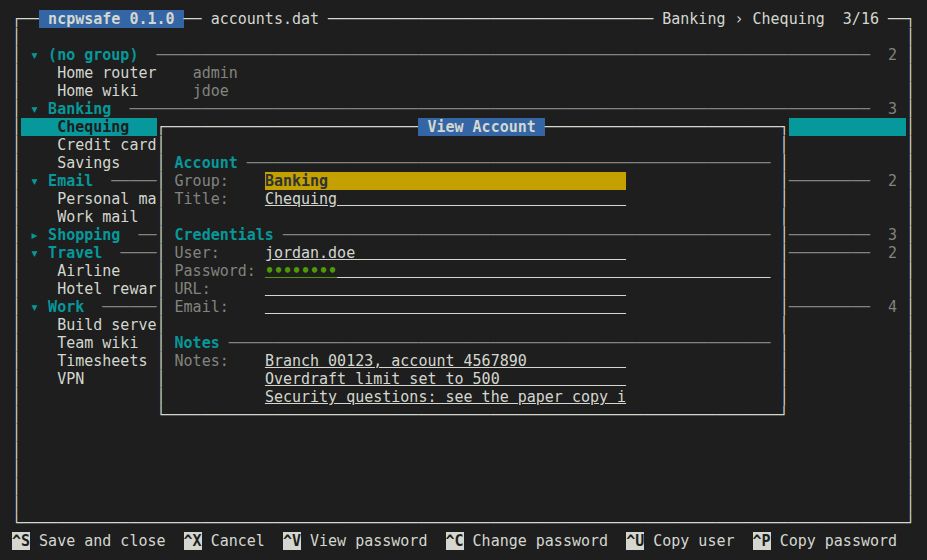 ncpwsafe 0.1.0 accounts.dat Banking › Chequing 3/16
▾ (no group) 2
Home router admin
Home wiki jdoe
▾ Banking 3
Chequing View Account
Credit card
Savings Account
▾ Email Group: Banking 2
Personal ma Title: Chequing
Work mail
▸ Shopping Credentials 3
▾ Travel User: jordan.doe 2
Airline Password: ••••••••
Hotel rewar URL:
▾ Work Email: 4
Build serve
Team wiki Notes
Timesheets Notes: Branch 00123, account 4567890
VPN Overdraft limit set to 500
Security questions: see the paper copy i
^S Save and close ^X Cancel ^V View password ^C Change password ^U Copy user ^P Copy password